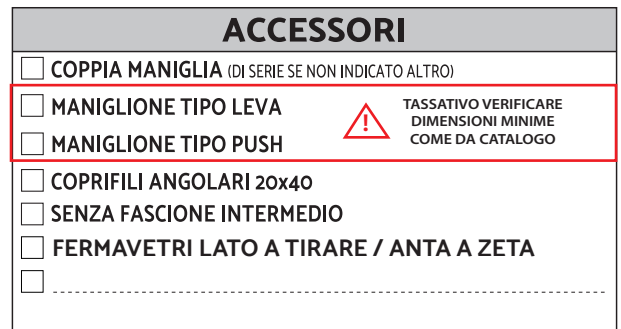 ACCESSORI
COPPIA MANIGLIA (DI SERIE SE NON INDICATO ALTRO)
MANIGLIONE TIPO LEVA
MANIGLIONE TIPO PUSH
!
TASSATIVO VERIFICARE
DIMENSIONI MINIME
COME DA CATALOGO
COPRIFILI ANGOLARI 20x40
SENZA FASCIONE INTERMEDIO
FERMAVETRI LATO A TIRARE / ANTA A ZETA